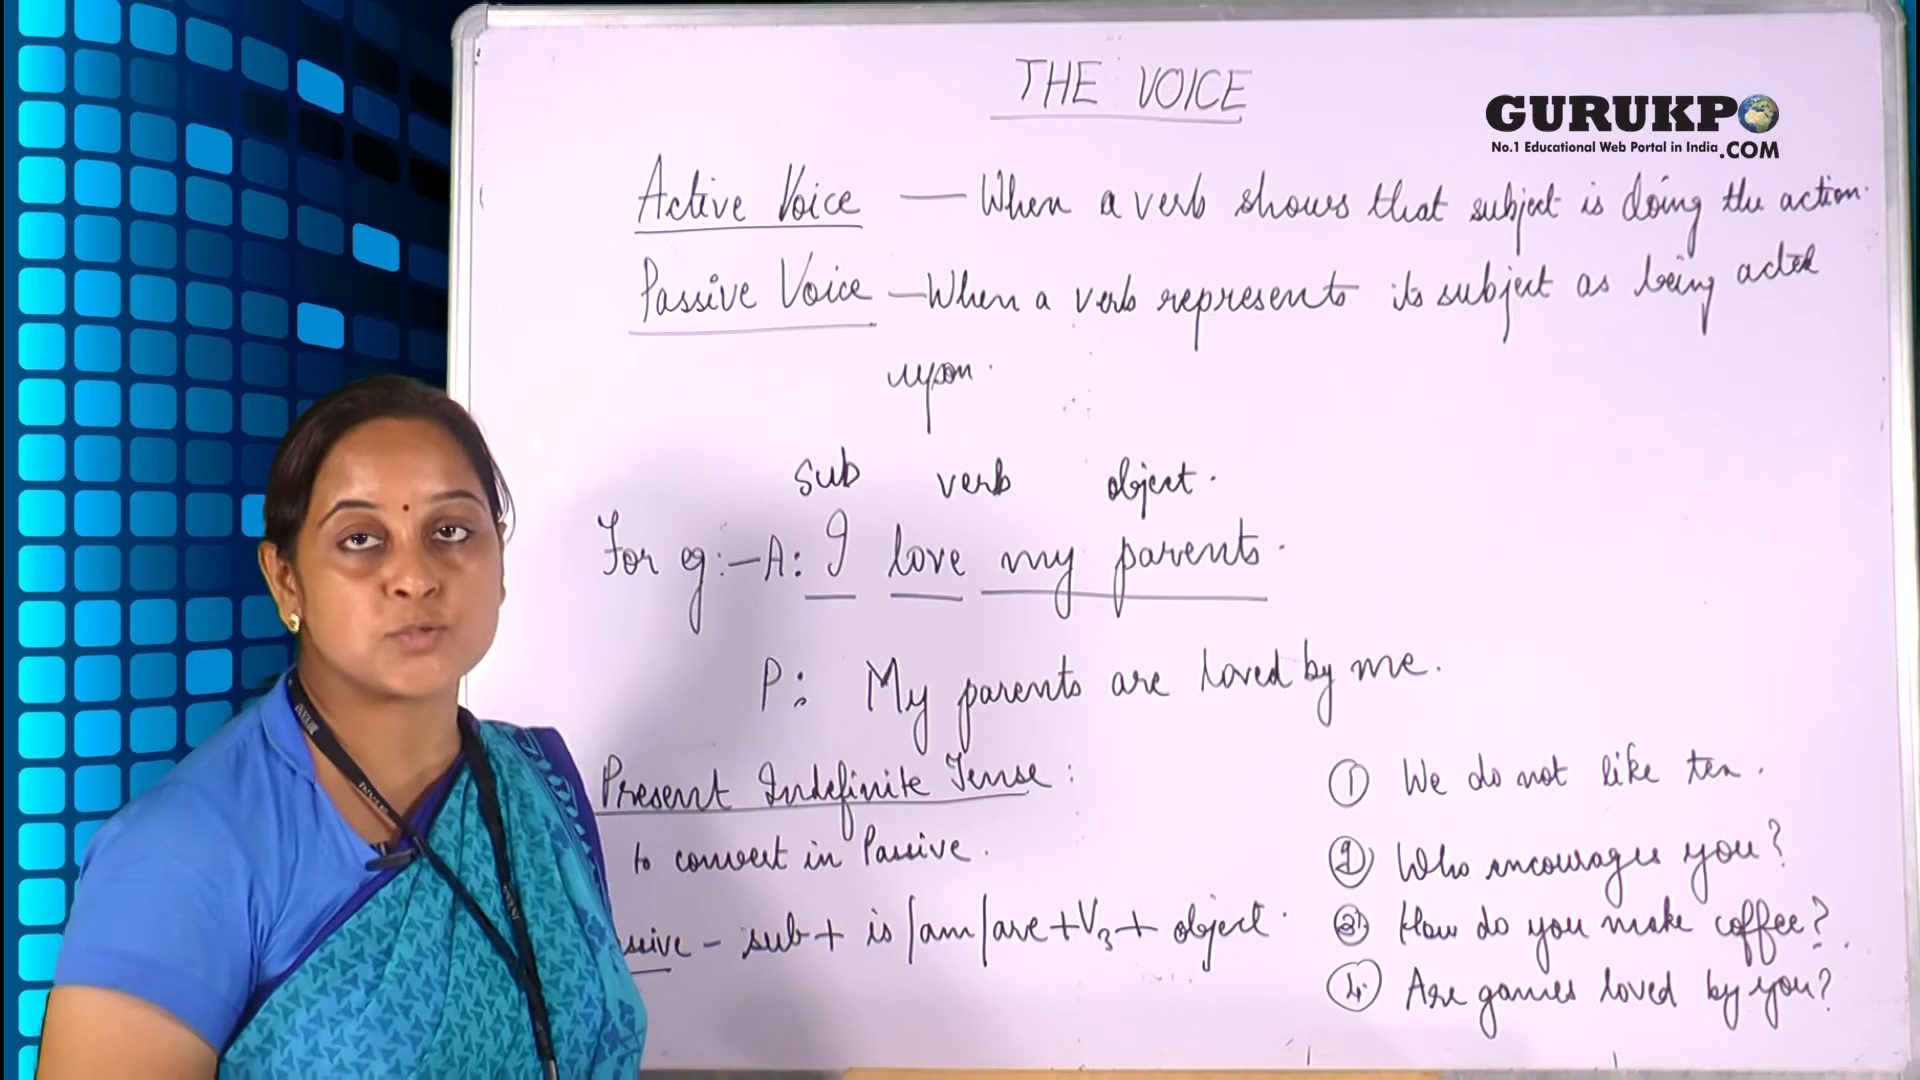 THE VOICE
GURUKPO
No.1 Educational Web Portal in India .COM
Active Voice — When a verb shows that subject is doing the action.
Passive Voice — When a verb represents its subject as being acted
upon.
sub verb object.
For eg:- A: I love my parents.
P: My parents are loved by me.
Present Indefinite Tense:
to convert in Passive.
ssive - sub + is/am/are + V3 + object.
① We do not like tea.
② Who encourages you?
③ How do you make coffee?
④ Are games loved by you?